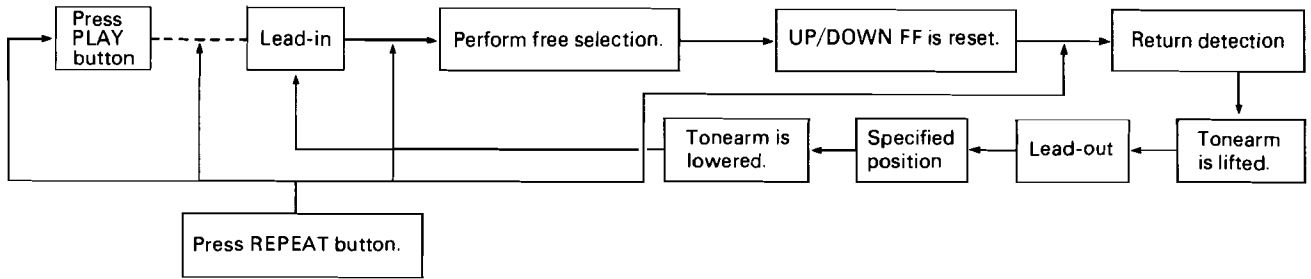 Press
PLAY
button
Lead-in
Perform free selection.
UP/DOWN FF is reset.
Return detection
Tonearm is
lowered.
Specified
position
Lead-out
Tonearm
is lifted.
Press REPEAT button.